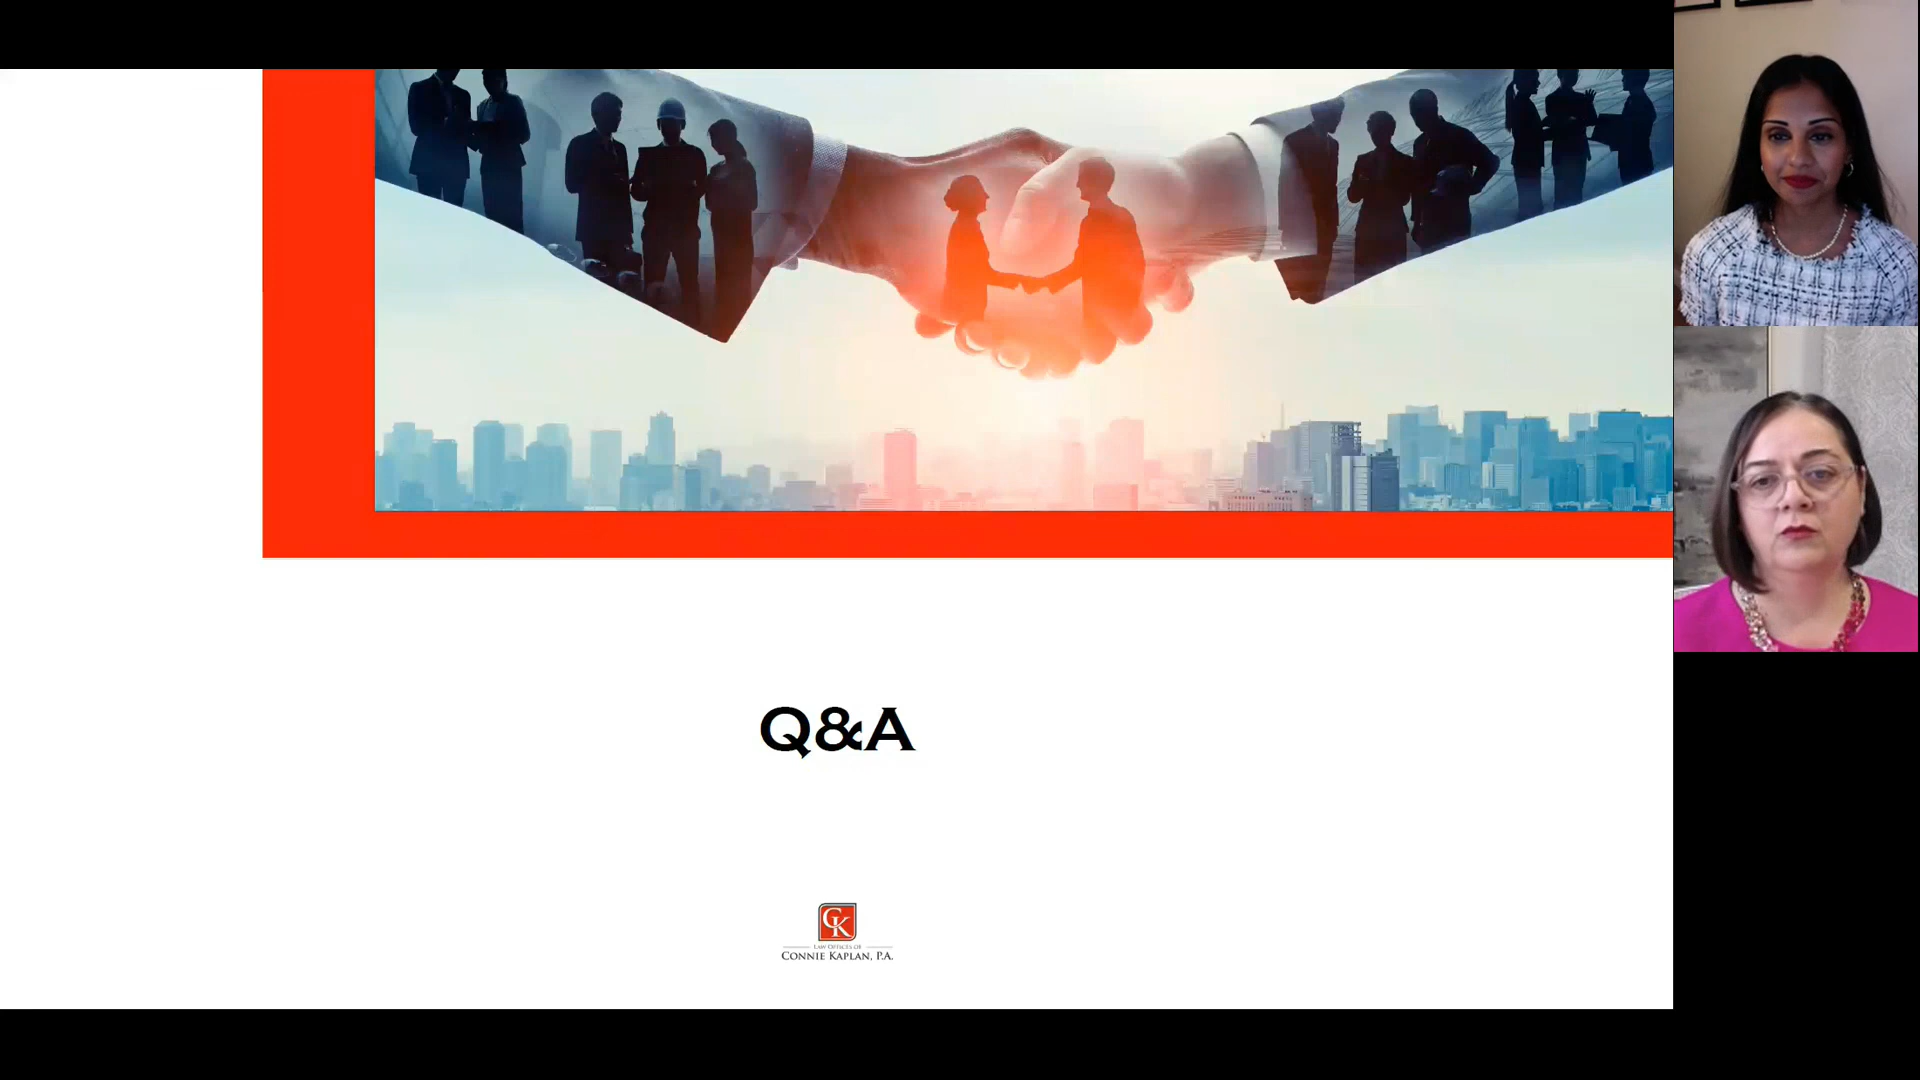 Q&A
CK
LAW OFFICES OF
CONNIE KAPLAN, P.A.